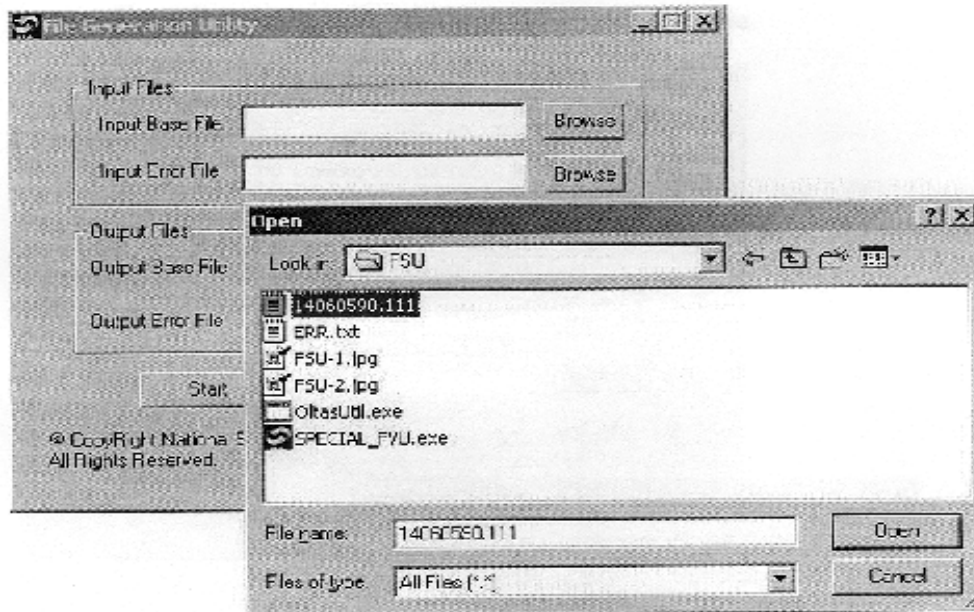 File Generation Utility
Input Files
Input Base File
Browse
Input Error File
Browse
Output Files
Output Base File
Output Error File
Start
© CopyRight National S
All Rights Reserved.
Open
Look in:
FSU
14060590.111
ERR.txt
FSU-1.jpg
FSU-2.jpg
OltasUtil.exe
SPECIAL_FVU.exe
File name:
14060590.111
Open
Files of type:
All Files (*.*)
Cancel